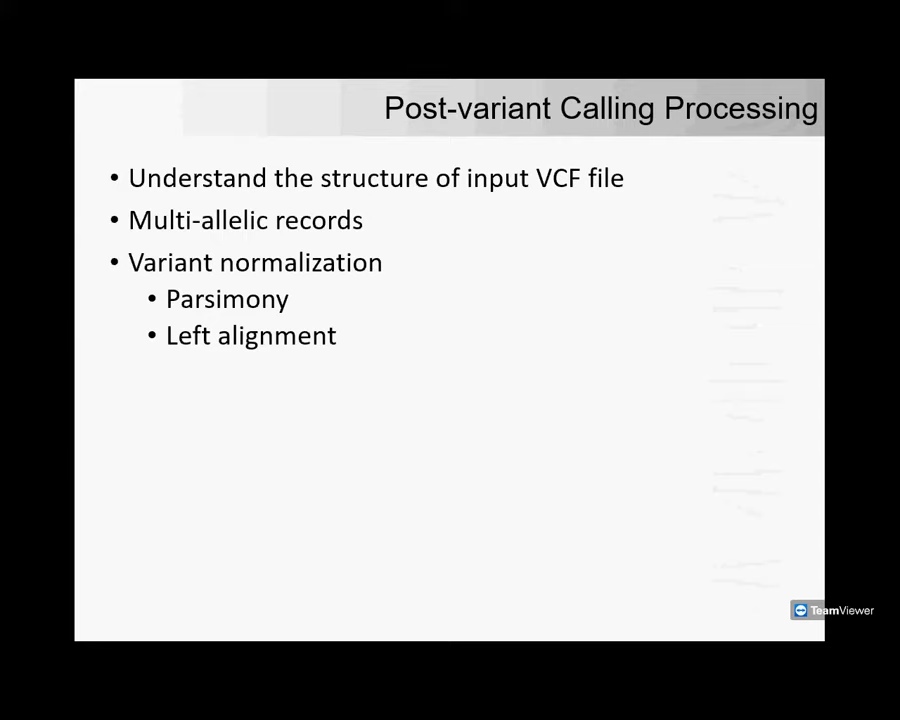 Post-variant Calling Processing
• Understand the structure of input VCF file
• Multi-allelic records
• Variant normalization
• Parsimony
• Left alignment
TeamViewer